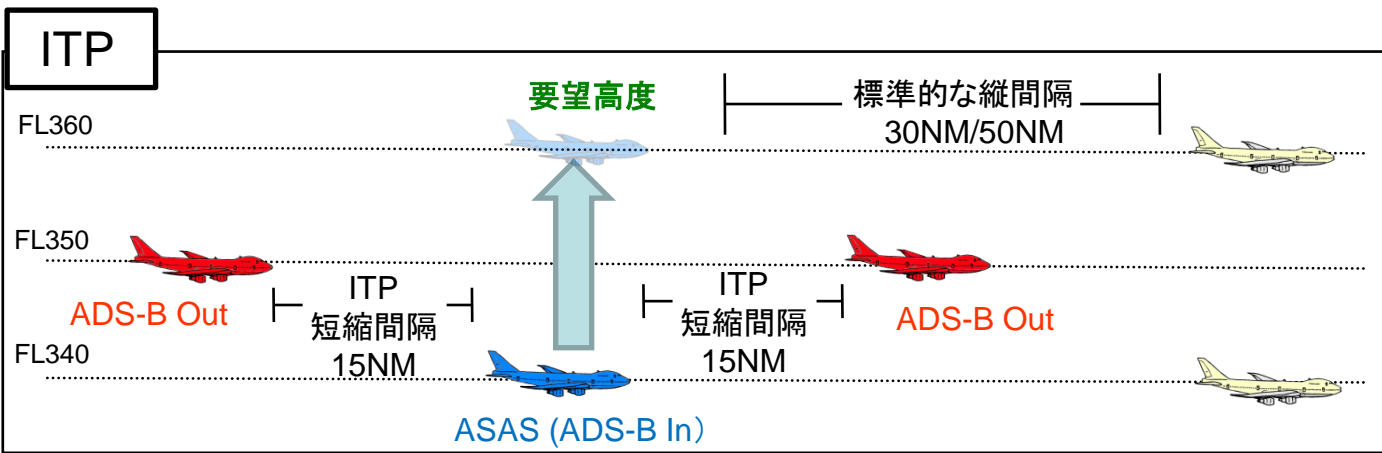 ITP
要望高度
標準的な縦間隔
30NM/50NM
FL360
FL350
ADS-B Out
ITP
短縮間隔
15NM
ITP
短縮間隔
15NM
ADS-B Out
FL340
ASAS (ADS-B In）